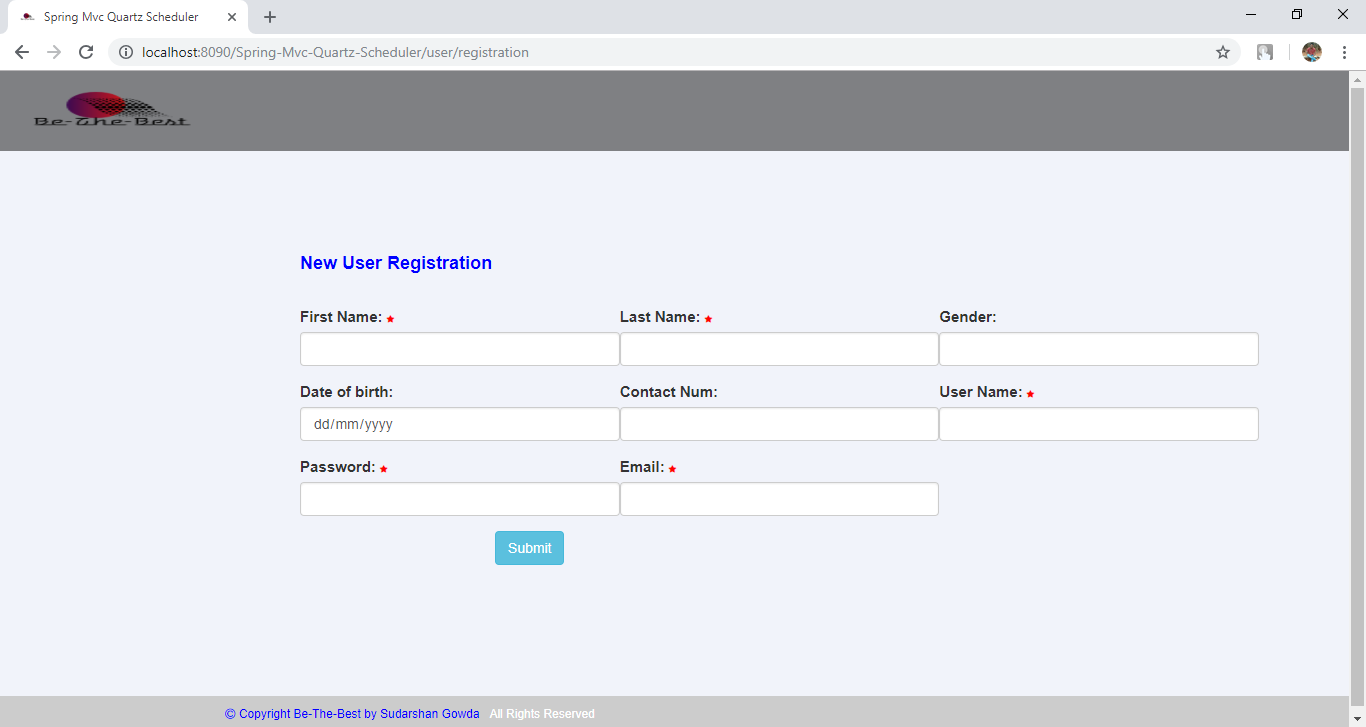 Spring Mvc Quartz Scheduler
localhost:8090/Spring-Mvc-Quartz-Scheduler/user/registration
Be-The-Best
New User Registration
First Name: Last Name: Gender:
Date of birth: Contact Num: User Name:
dd/mm/yyyy
Password: Email:
Submit
© Copyright Be-The-Best by Sudarshan Gowda All Rights Reserved